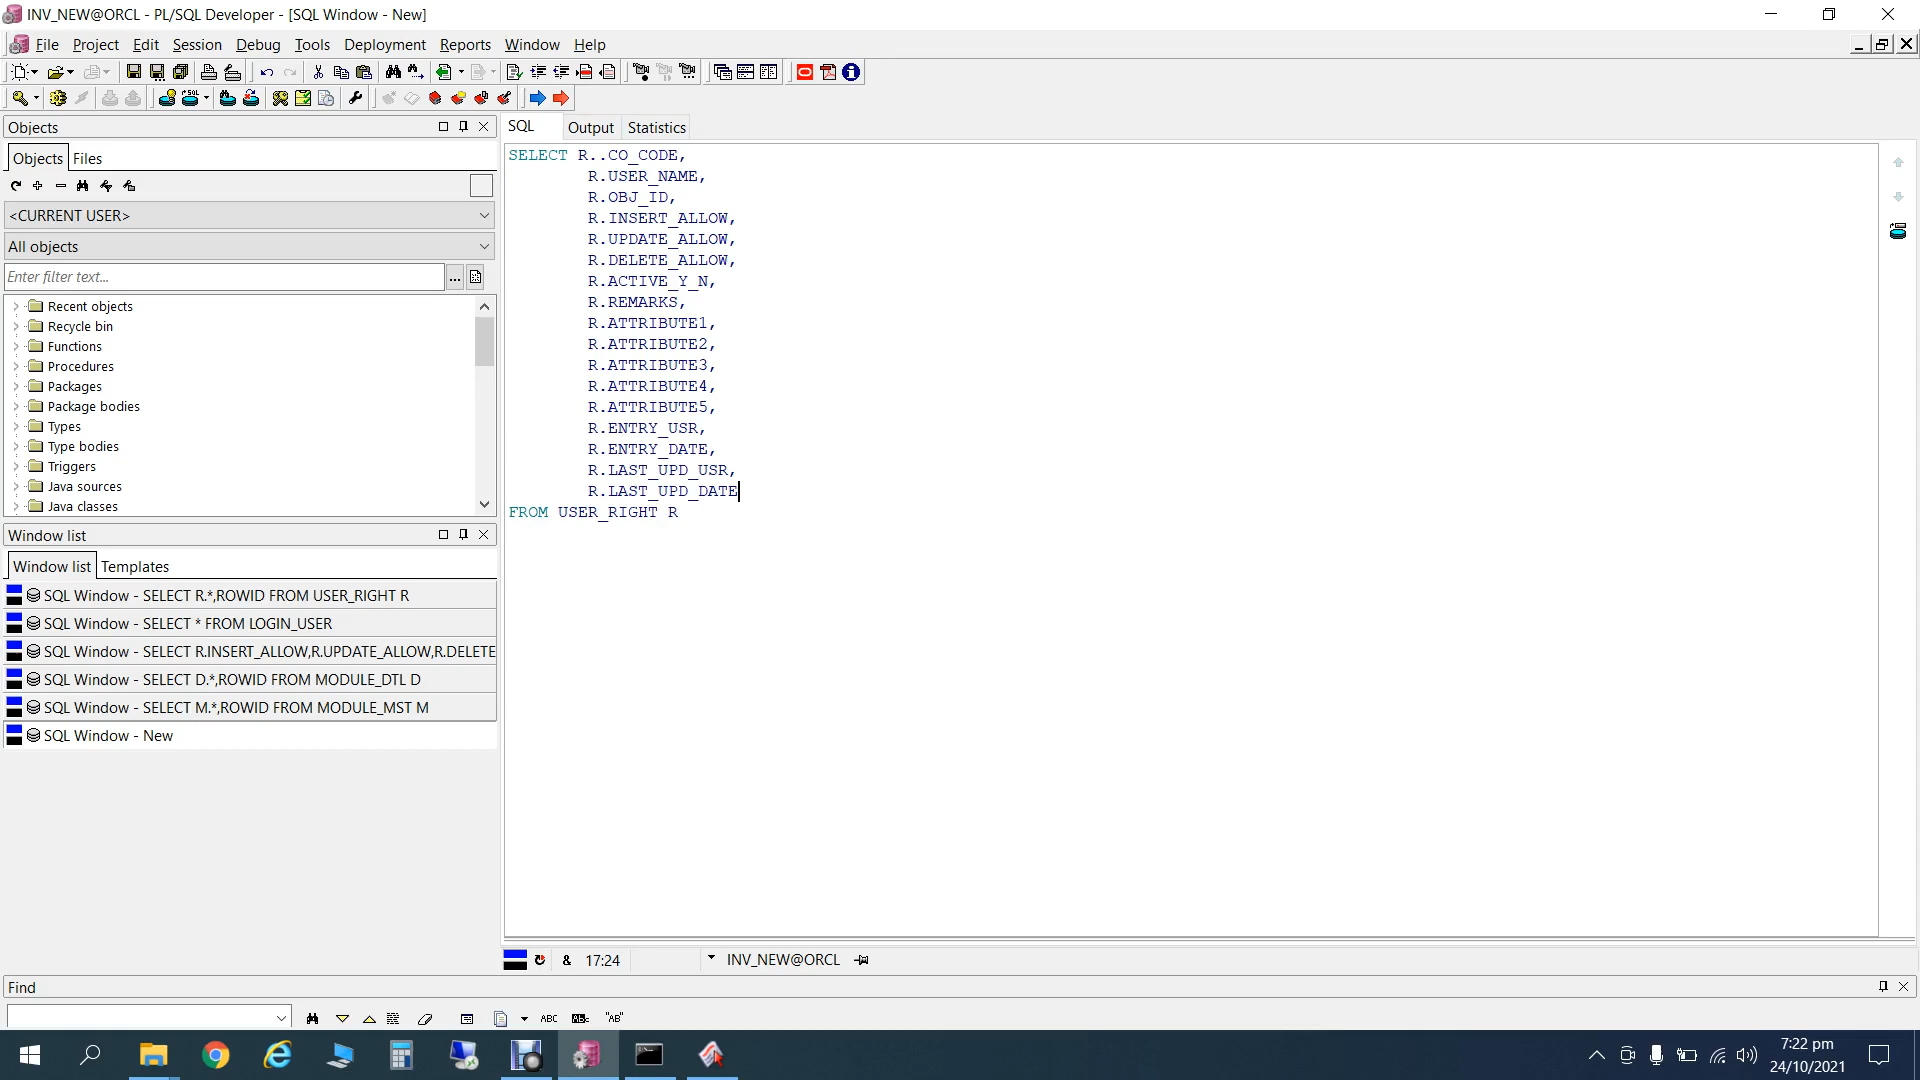 INV_NEW@ORCL - PL/SQL Developer - [SQL Window - New]
File Project Edit Session Debug Tools Deployment Reports Window Help
Objects
Objects Files
<CURRENT USER>
All objects
Enter filter text...
...
Recent objects
Recycle bin
Functions
Procedures
Packages
Package bodies
Types
Type bodies
Triggers
Java sources
Java classes
Window list
Window list Templates
SQL Window - SELECT R.*,ROWID FROM USER_RIGHT R
SQL Window - SELECT * FROM LOGIN_USER
SQL Window - SELECT R.INSERT_ALLOW,R.UPDATE_ALLOW,R.DELETE
SQL Window - SELECT D.*,ROWID FROM MODULE_DTL D
SQL Window - SELECT M.*,ROWID FROM MODULE_MST M
SQL Window - New
SQL Output Statistics
SELECT R..CO_CODE,
R.USER_NAME,
R.OBJ_ID,
R.INSERT_ALLOW,
R.UPDATE_ALLOW,
R.DELETE_ALLOW,
R.ACTIVE_Y_N,
R.REMARKS,
R.ATTRIBUTE1,
R.ATTRIBUTE2,
R.ATTRIBUTE3,
R.ATTRIBUTE4,
R.ATTRIBUTE5,
R.ENTRY_USR,
R.ENTRY_DATE,
R.LAST_UPD_USR,
R.LAST_UPD_DATE
FROM USER_RIGHT R
& 17:24 INV_NEW@ORCL
Find
ABC "AB"
7:22 pm
24/10/2021